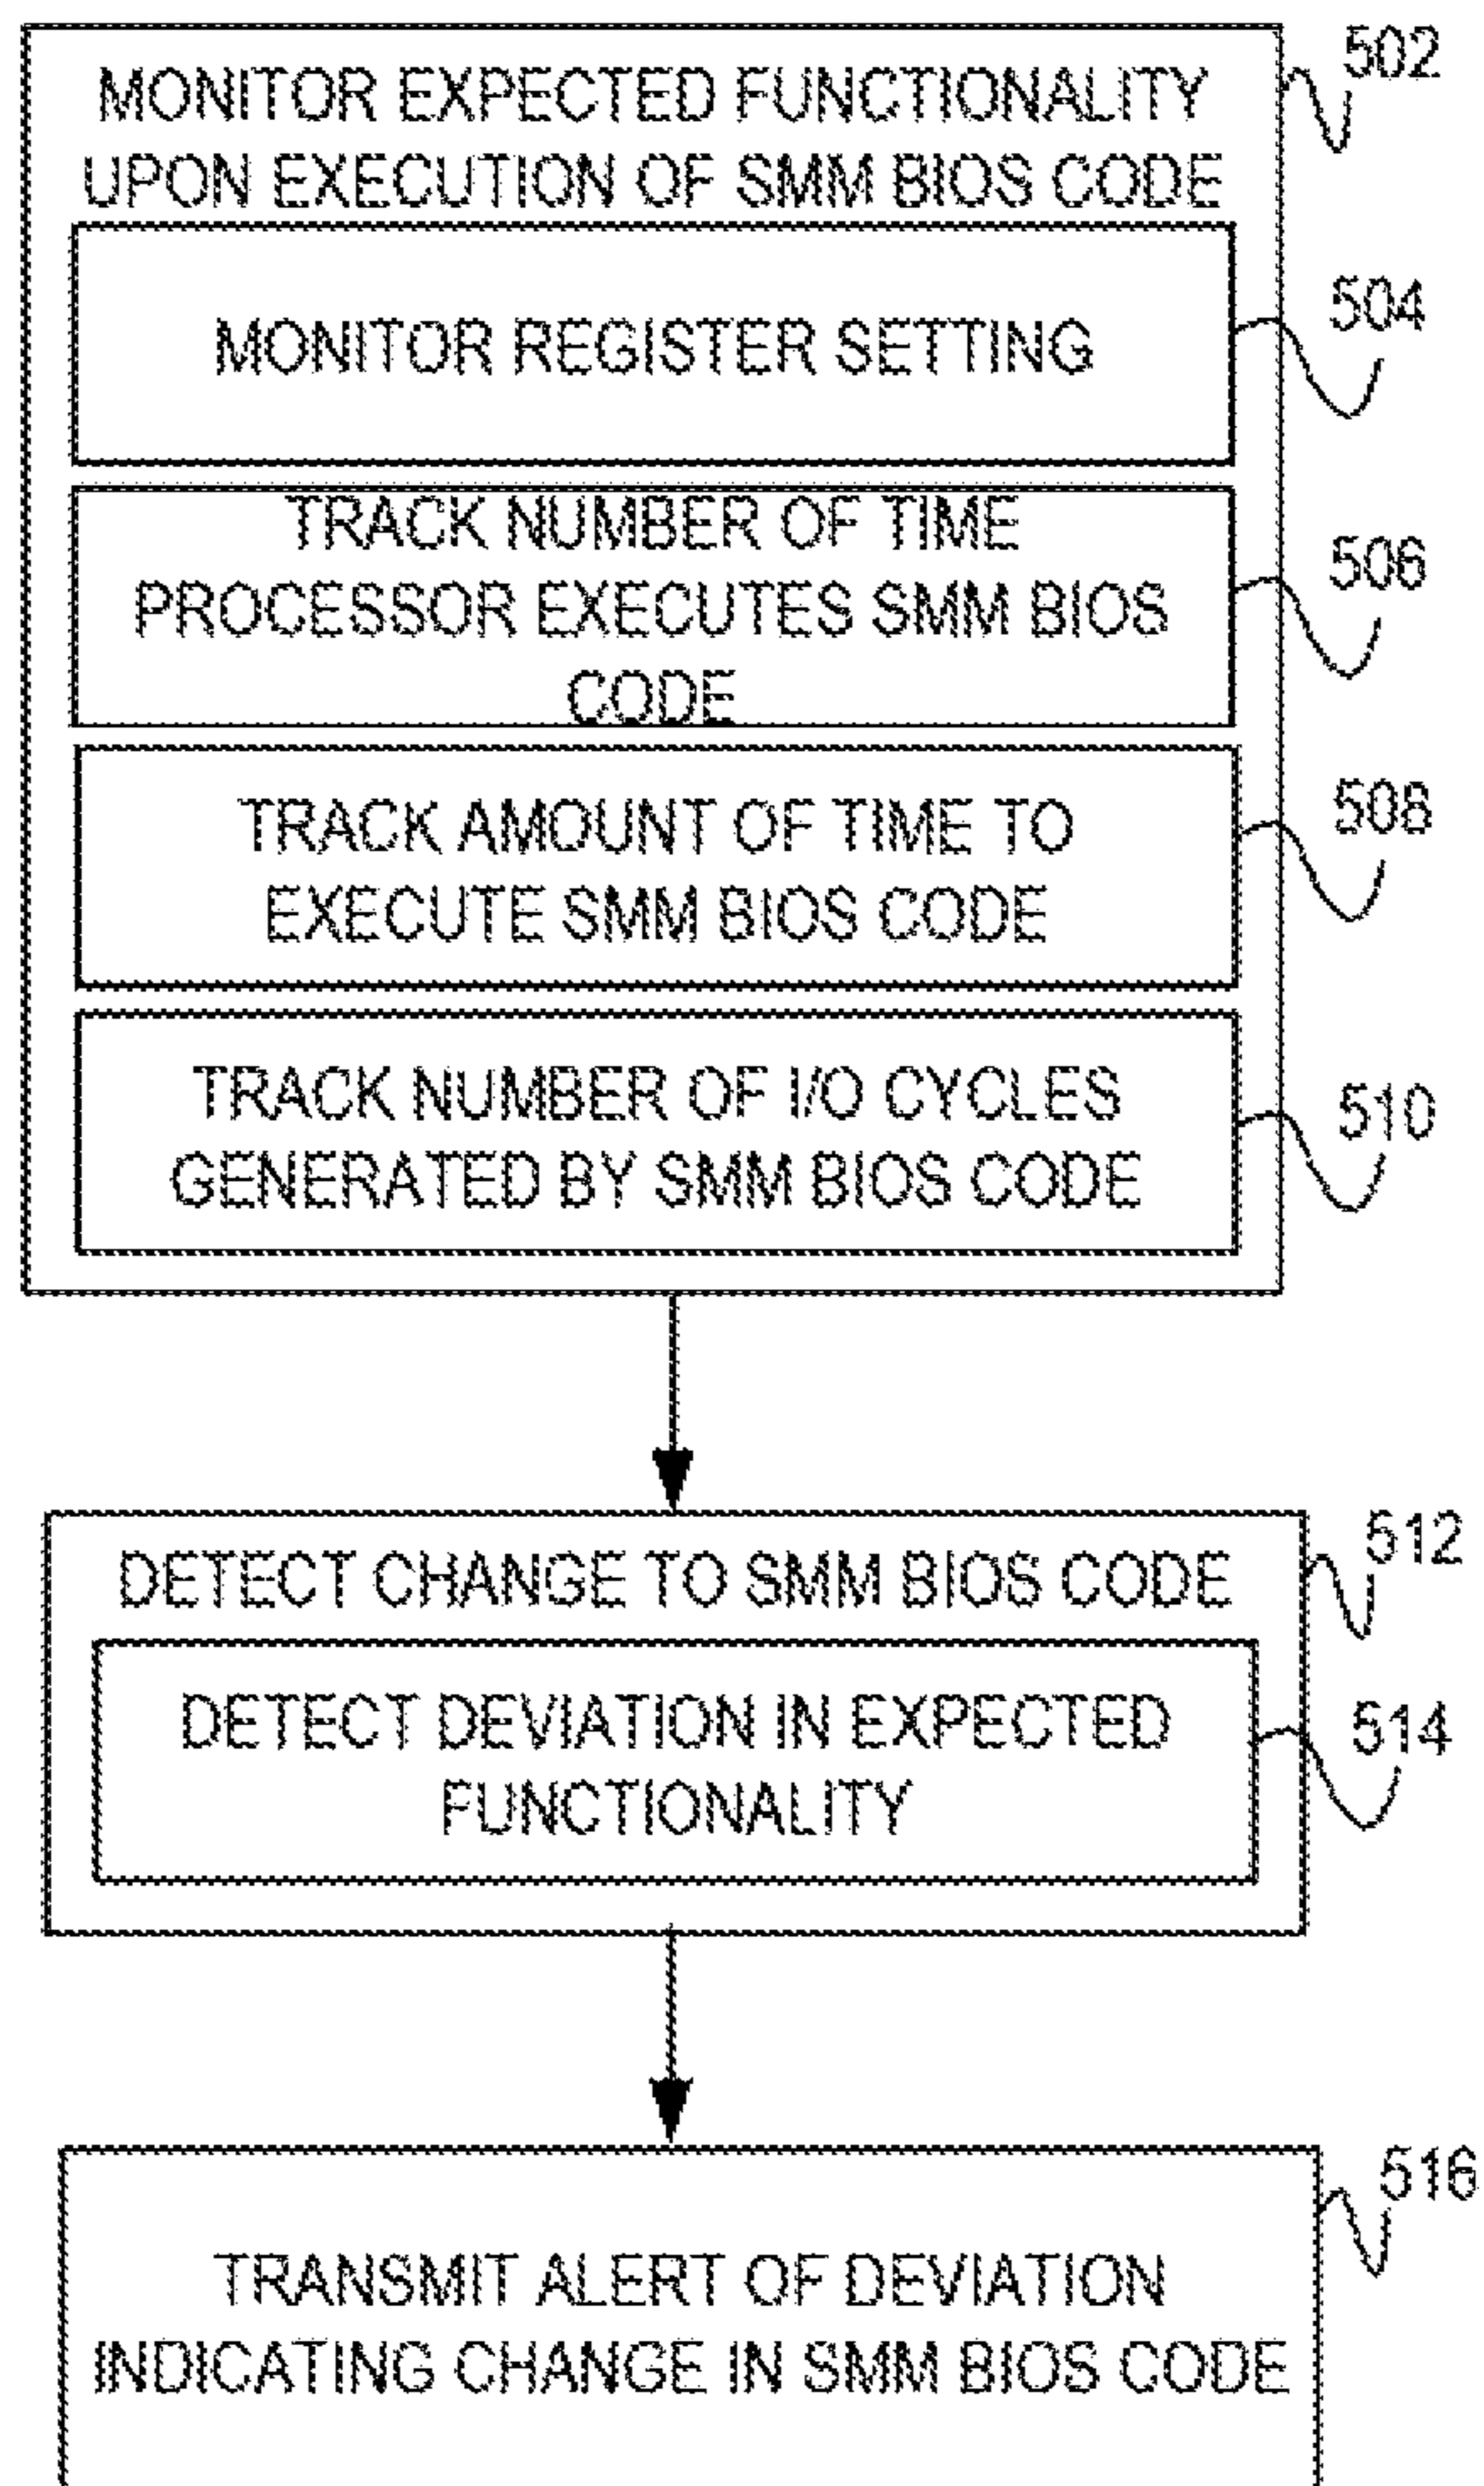 MONITOR EXPECTED FUNCTIONALITY
UPON EXECUTION OF SMM BIOS CODE
502
MONITOR REGISTER SETTING
504
TRACK NUMBER OF TIME
PROCESSOR EXECUTES SMM BIOS
CODE
506
TRACK AMOUNT OF TIME TO
EXECUTE SMM BIOS CODE
508
TRACK NUMBER OF I/O CYCLES
GENERATED BY SMM BIOS CODE
510
DETECT CHANGE TO SMM BIOS CODE
512
DETECT DEVIATION IN EXPECTED
FUNCTIONALITY
514
TRANSMIT ALERT OF DEVIATION
INDICATING CHANGE IN SMM BIOS CODE
516